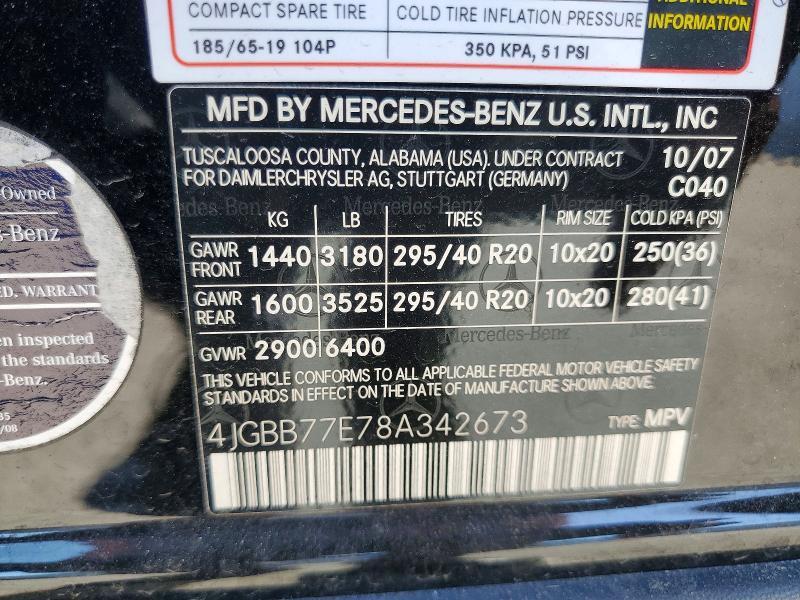 COMPACT SPARE TIRE COLD TIRE INFLATION PRESSURE
185/65-19 104P 350 KPA, 51 PSI
ADDITIONAL
INFORMATION
MFD BY MERCEDES-BENZ U.S. INTL., INC
TUSCALOOSA COUNTY, ALABAMA (USA). UNDER CONTRACT 10/07
FOR DAIMLERCHRYSLER AG, STUTTGART (GERMANY) C040
KG LB TIRES RIM SIZE COLD KPA (PSI)
GAWR FRONT 1440 3180 295/40 R20 10x20 250(36)
GAWR REAR 1600 3525 295/40 R20 10x20 280(41)
GVWR 2900 6400
THIS VEHICLE CONFORMS TO ALL APPLICABLE FEDERAL MOTOR VEHICLE SAFETY
STANDARDS IN EFFECT ON THE DATE OF MANUFACTURE SHOWN ABOVE.
4JGBB77E78A342673 TYPE: MPV
-Owned
s-Benz
ED. WARRANT
en inspected
the standards
-Benz.
/08